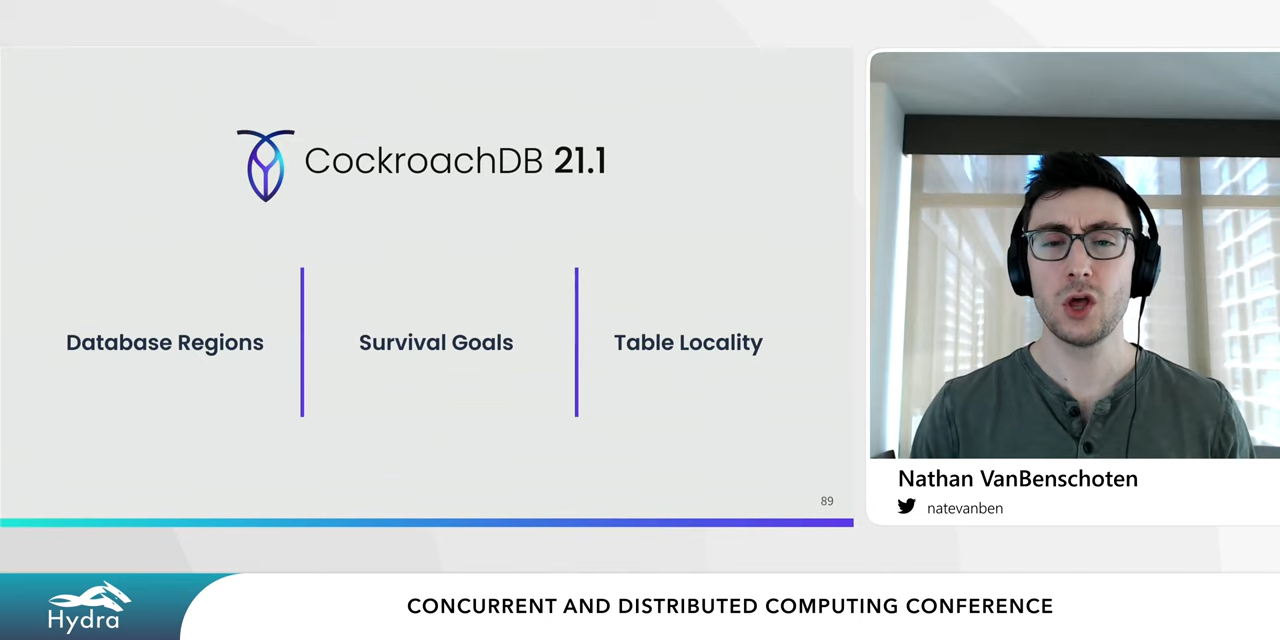 CockroachDB 21.1
Database Regions
Survival Goals
Table Locality
89
Nathan VanBenschoten
natevanben
Hydra
CONCURRENT AND DISTRIBUTED COMPUTING CONFERENCE